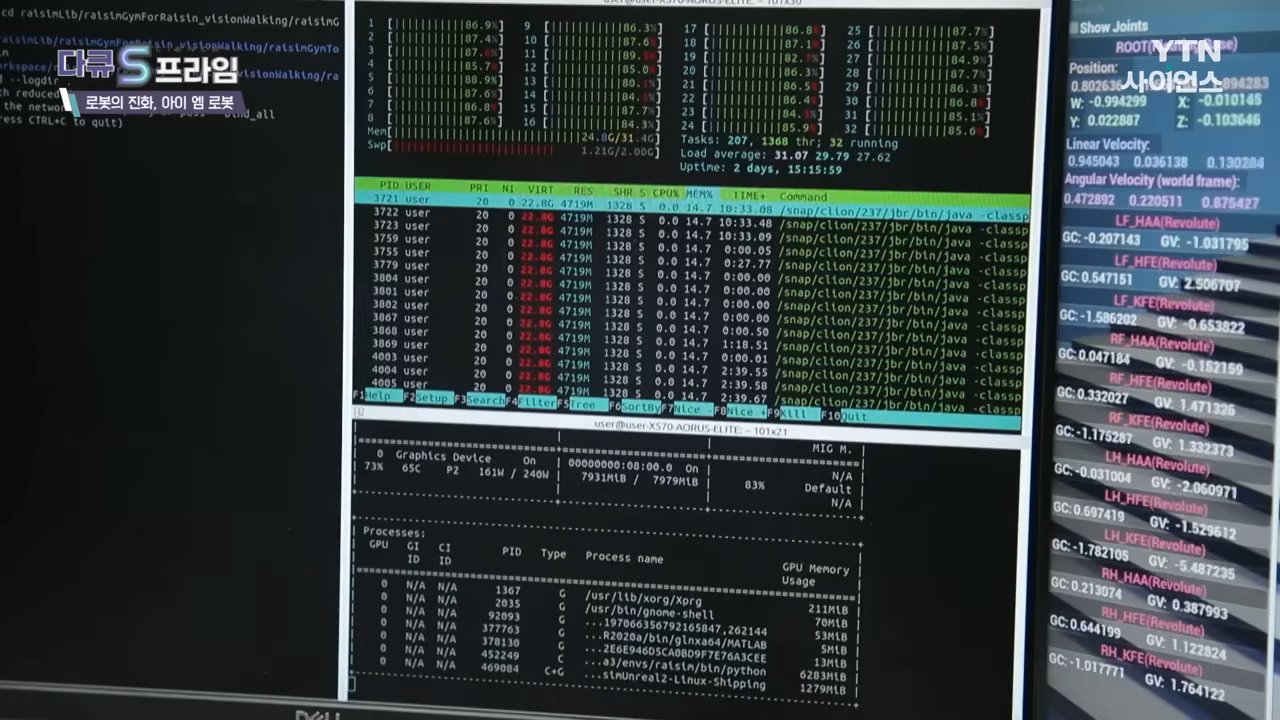 cd raisimLib/raisimGymForRaisin_visionWalking/raisimG
raisimLib/raisimGymForRaisin_visionWalking/raisimGymTo
visionWalking/ra
--logdir
th reduced
the netwo
bind_all
ress CTRL+C to quit)
다큐 S 프라임
로봇의 진화, 아이 엠 로봇
YTN
사이언스
1 [ 86.9% ] 9 [ 86.3% ] 17 [ 86.8% ] 25 [ 87.7% ]
2 [ 87.4% ] 10 [ 87.6% ] 18 [ 87.1% ] 26 [ 87.5% ]
3 [ 87. ] 11 [ 89. ] 19 [ 82. ] 27 [ 84.9% ]
4 [ 85.7% ] 12 [ 85.0% ] 20 [ 86.3% ] 28 [ 87.7% ]
5 [ 88.9% ] 13 [ 86. ] 21 [ 86.5% ] 29 [ 86.3% ]
6 [ 87.6% ] 14 [ 84. ] 22 [ 86.4% ] 30 [ 86.8% ]
7 [ 86.8% ] 15 [ 87.7% ] 23 [ 84.3% ] 31 [ 85.1% ]
8 [ 87.6% ] 16 [ 84.3% ] 24 [ 85.9% ] 32 [ 85.6% ]
Mem[ 24.8G/31.4G]
Swp[ 1.21G/2.00G]
Tasks: 207, 1368 thr; 32 running
Load average: 31.07 29.79 27.62
Uptime: 2 days, 15:15:59
PID USER PRI NI VIRT RES SHR S CPU% MEM% TIME+ Command
3721 user 20 0 22.8G 4719M 1328 S 0.0 14.7 10:33.08 /snap/clion/237/jbr/bin/java -classp
3722 user 20 0 22.8G 4719M 1328 S 0.0 14.7 10:33.48 /snap/clion/237/jbr/bin/java -classp
3723 user 20 0 22.8G 4719M 1328 S 0.0 14.7 10:33.09 /snap/clion/237/jbr/bin/java -classp
3759 user 20 0 22.8G 4719M 1328 S 0.0 14.7 0:00.05 /snap/clion/237/jbr/bin/java -classp
3755 user 20 0 22.8G 4719M 1328 S 0.0 14.7 0:27.77 /snap/clion/237/jbr/bin/java -classp
3779 user 20 0 22.8G 4719M 1328 S 0.0 14.7 0:00.00 /snap/clion/237/jbr/bin/java -classp
3804 user 20 0 22.8G 4719M 1328 S 0.0 14.7 0:00.00 /snap/clion/237/jbr/bin/java -classp
3801 user 20 0 22.8G 4719M 1328 S 0.0 14.7 0:00.00 /snap/clion/237/jbr/bin/java -classp
3802 user 20 0 22.8G 4719M 1328 S 0.0 14.7 0:00.00 /snap/clion/237/jbr/bin/java -classp
3867 user 20 0 22.8G 4719M 1328 S 0.0 14.7 0:00.50 /snap/clion/237/jbr/bin/java -classp
3868 user 20 0 22.8G 4719M 1328 S 0.0 14.7 1:18.51 /snap/clion/237/jbr/bin/java -classp
3869 user 20 0 22.8G 4719M 1328 S 0.0 14.7 0:00.01 /snap/clion/237/jbr/bin/java -classp
4003 user 20 0 22.8G 4719M 1328 S 0.0 14.7 2:39.55 /snap/clion/237/jbr/bin/java -classp
4004 user 20 0 22.8G 4719M 1328 S 0.0 14.7 2:39.58 /snap/clion/237/jbr/bin/java -classp
4005 user 20 0 22.8G 4719M 1328 S 0.0 14.7 2:39.67 /snap/clion/237/jbr/bin/java -classp
F1Help F2Setup F3Search F4Filter F5Tree F6SortBy F7Nice - F8Nice + F9Kill F10Quit
user@user-X570-AORUS-ELITE: ~ 101x21
MIG M.
0 Graphics Device On 00000000:08:00.0 On N/A
73% 65C P2 161W / 240W 7931MiB / 7979MiB 83% Default
N/A
Processes:
GPU GI CI PID Type Process name GPU Memory
ID ID Usage
0 N/A N/A 1367 G /usr/lib/xorg/Xorg 211MiB
0 N/A N/A 2035 G /usr/bin/gnome-shell 70MiB
0 N/A N/A 92093 G ...197066356792165847,262144 53MiB
0 N/A N/A 377763 G ...R2020a/bin/glnxa64/MATLAB 5MiB
0 N/A N/A 378130 G ...2E6E946D5CA0BD9F7E76A3CEE 13MiB
0 N/A N/A 452249 C ...a3/envs/raisim/bin/python 6283MiB
0 N/A N/A 469084 C+G ...simUnreal2-Linux-Shipping 1279MiB
Show Joints
Position:
W: -0.994299 X: -0.010145
Y: 0.022887 Z: -0.103646
Linear Velocity:
0.945043 0.036138 0.130284
Angular Velocity (world frame):
0.472892 0.220511 0.875427
LF_HAA(Revolute)
GC: -0.207143 GV: -1.031795
LF_HFE(Revolute)
GC: 0.547151 GV: 2.506707
LF_KFE(Revolute)
GC: -1.586202 GV: -0.653822
RF_HAA(Revolute)
GC: 0.047184 GV: -0.152159
RF_HFE(Revolute)
GC: 0.332027 GV: 1.471326
RF_KFE(Revolute)
GC: -1.175287 GV: 1.332373
LH_HAA(Revolute)
GC: -0.031004 GV: -2.060971
LH_HFE(Revolute)
GC: 0.697419 GV: -1.529612
LH_KFE(Revolute)
GC: -1.782105 GV: -5.487235
RH_HAA(Revolute)
GC: 0.213074 GV: 0.387993
RH_HFE(Revolute)
GC: 0.644199 GV: 1.122824
RH_KFE(Revolute)
GC: -1.017771 GV: 1.764122